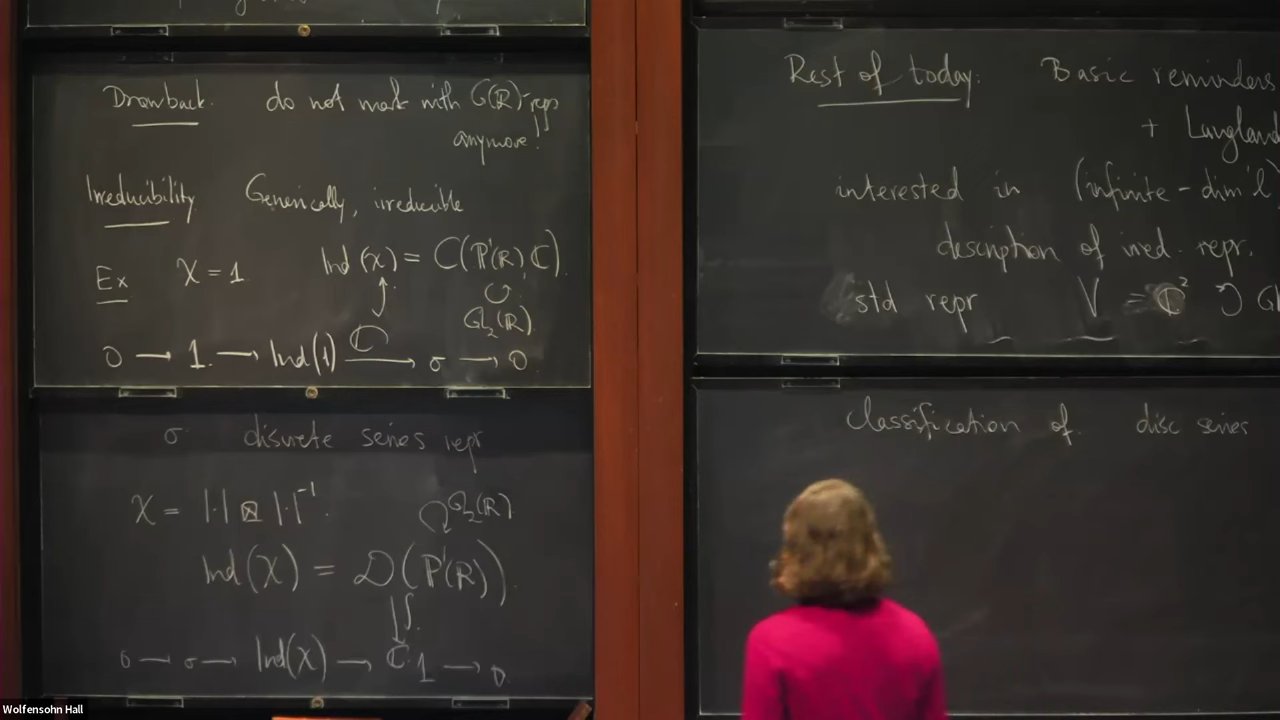 Drawback. do not work with G(ℝ)-reps
anymore!
Irreducibility Generically, irreducible
Ex χ = 1 Ind(χ) = C(P¹(ℝ), ℂ)
ℂ
GL₂(ℝ)
0 → 1 → Ind(1) → σ → 0
σ discrete series repr
χ = |·| ⊠ |·|⁻¹ GL₂(ℝ)
Ind(χ) = D(P¹(ℝ))
∫
0 → σ → Ind(χ) → ℂ·1 → 0
Rest of today: Basic reminders
+ Langland
interested in (infinite-dim'l)
description of irred. repr.
std repr V = ℂ² GL
Classification of disc series
Wolfensohn Hall